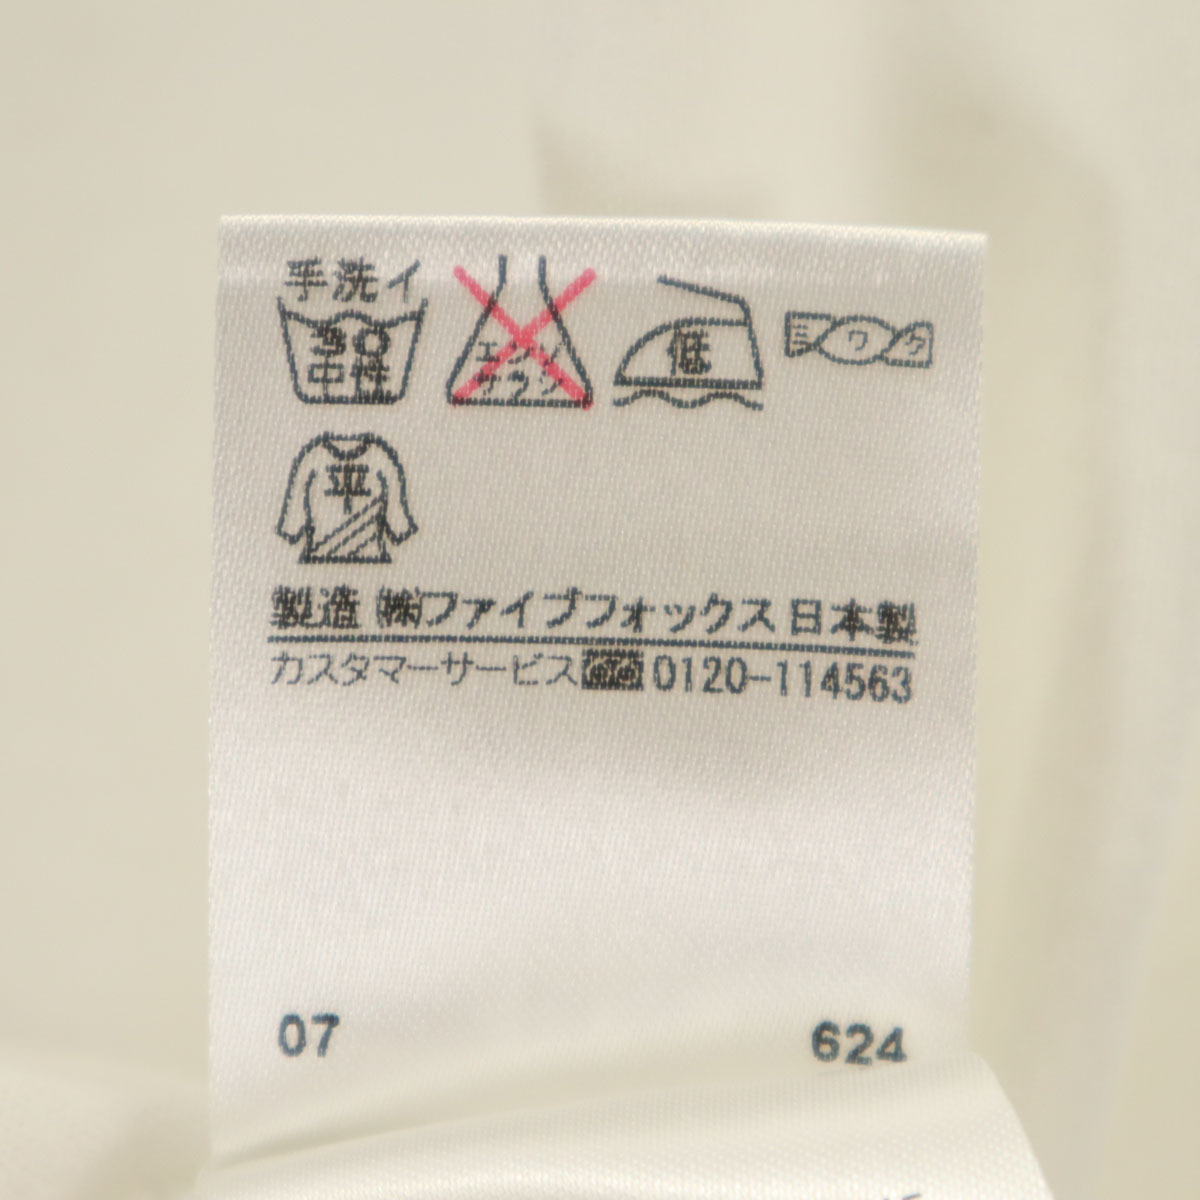 手洗イ
30
中性
エンソ
サラシ
低
ヨワク
平
製造 ㈱ファイブフォックス 日本製
カスタマーサービス 0120-114563
07 624